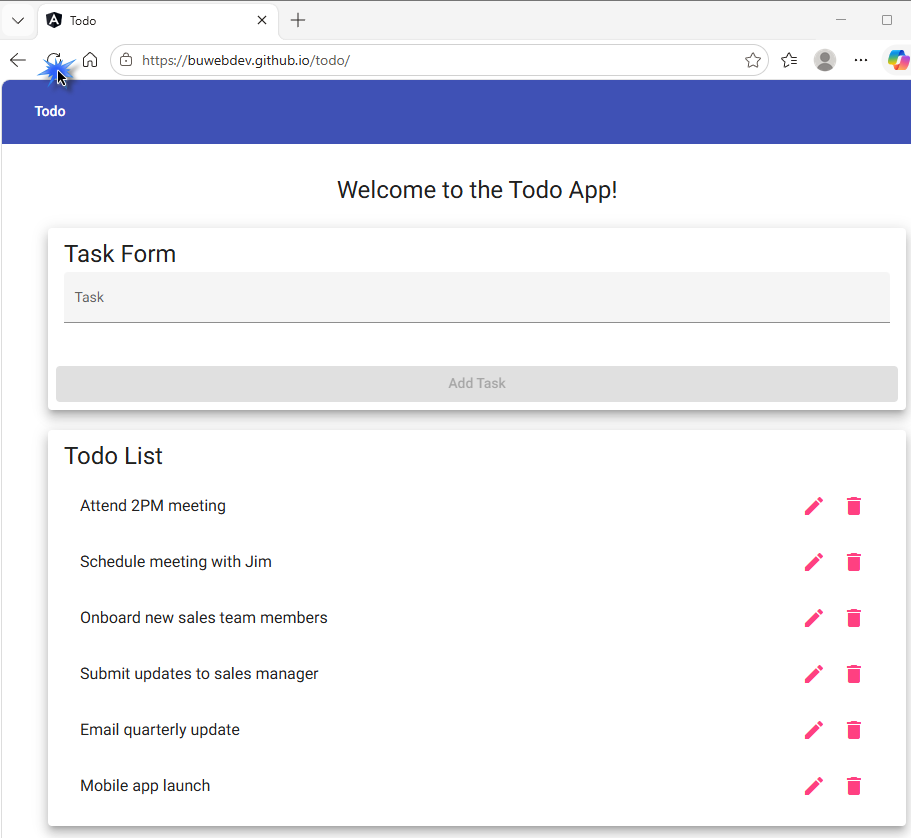 Todo
https://buwebdev.github.io/todo/
Todo
Welcome to the Todo App!
Task Form
Task
Add Task
Todo List
Attend 2PM meeting
Schedule meeting with Jim
Onboard new sales team members
Submit updates to sales manager
Email quarterly update
Mobile app launch